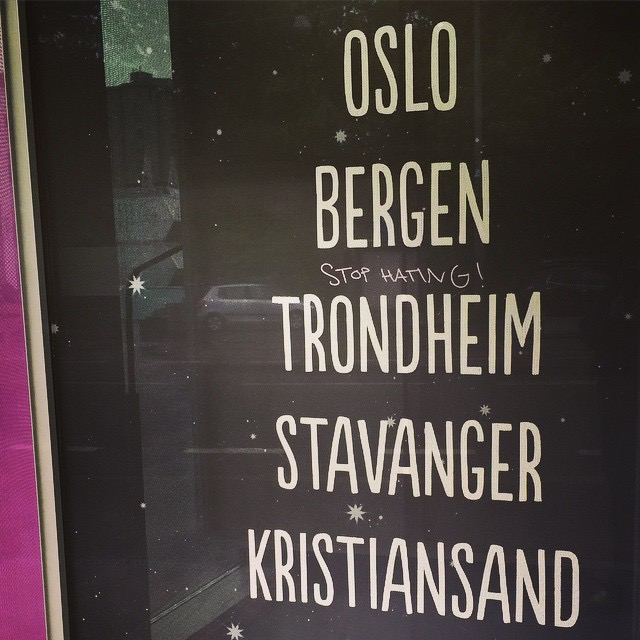 OSLO
BERGEN
STOP HATING!
TRONDHEIM
STAVANGER
KRISTIANSAND